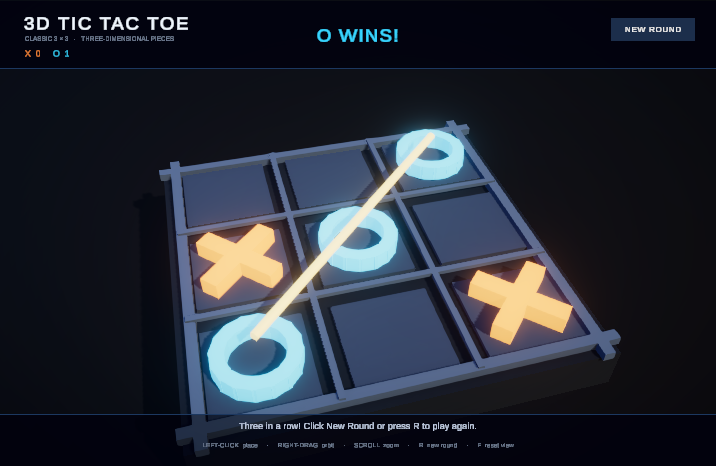 3D TIC TAC TOE
CLASSIC 3 × 3 · THREE-DIMENSIONAL PIECES
X 0 O 1
O WINS!
NEW ROUND
Three in a row! Click New Round or press R to play again.
LEFT-CLICK place · RIGHT-DRAG orbit · SCROLL zoom · R new round · F reset view